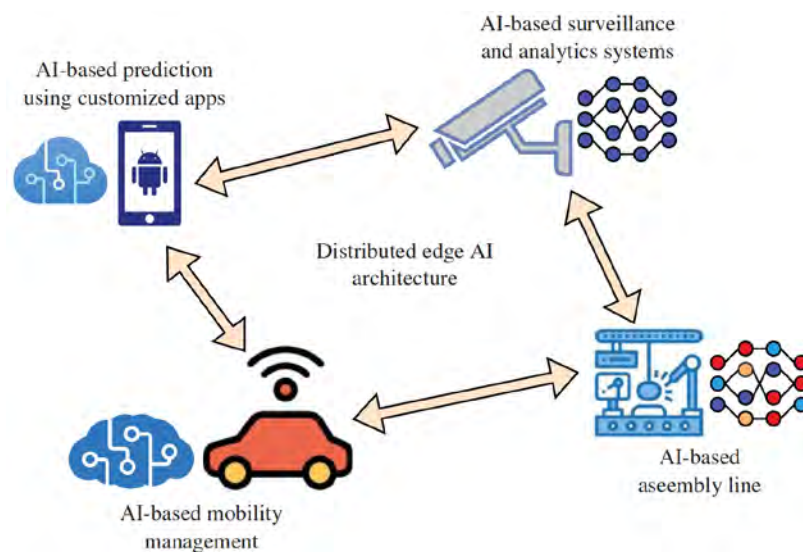 AI-based prediction
using customized apps
AI-based surveillance
and analytics systems
Distributed edge AI
architecture
AI-based mobility
management
AI-based
aseembly line